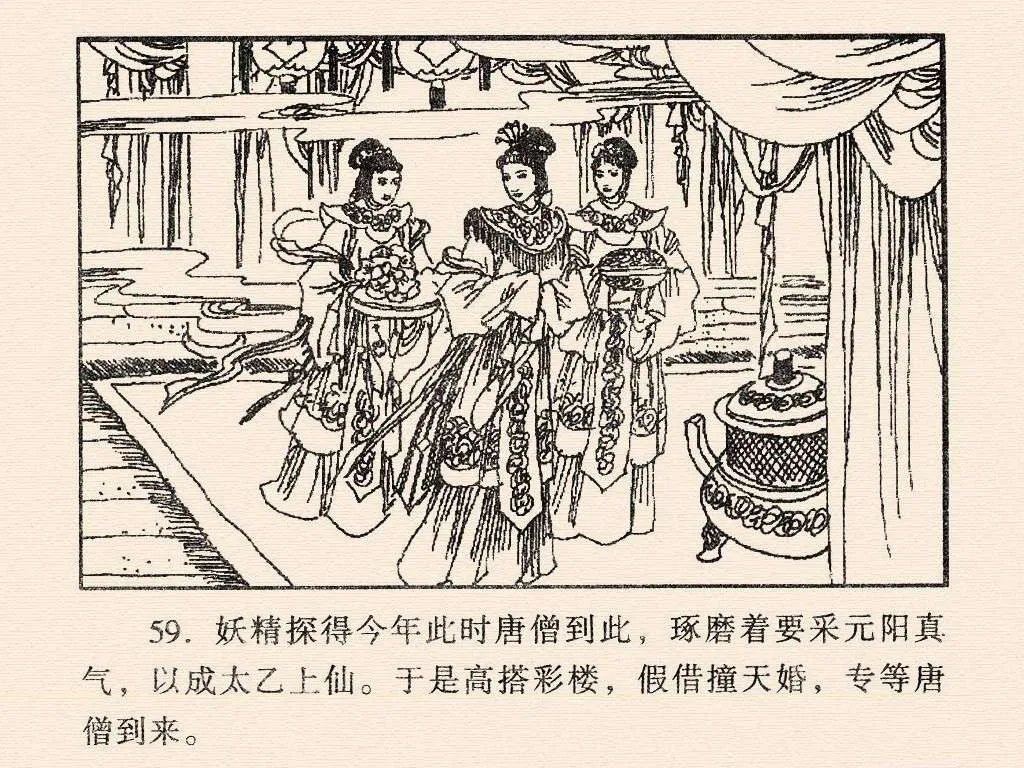 59. 妖精探得今年此时唐僧到此，琢磨着要采元阳真
气，以成太乙上仙。于是高搭彩楼，假借撞天婚，专等唐
僧到来。